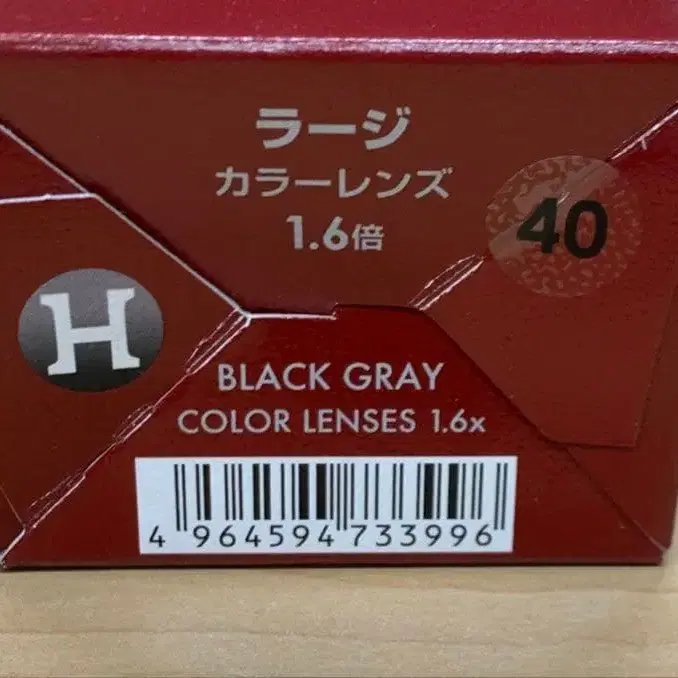 ラージ
カラーレンズ
1.6倍
40
H
BLACK GRAY
COLOR LENSES 1.6x
4 964594 733996